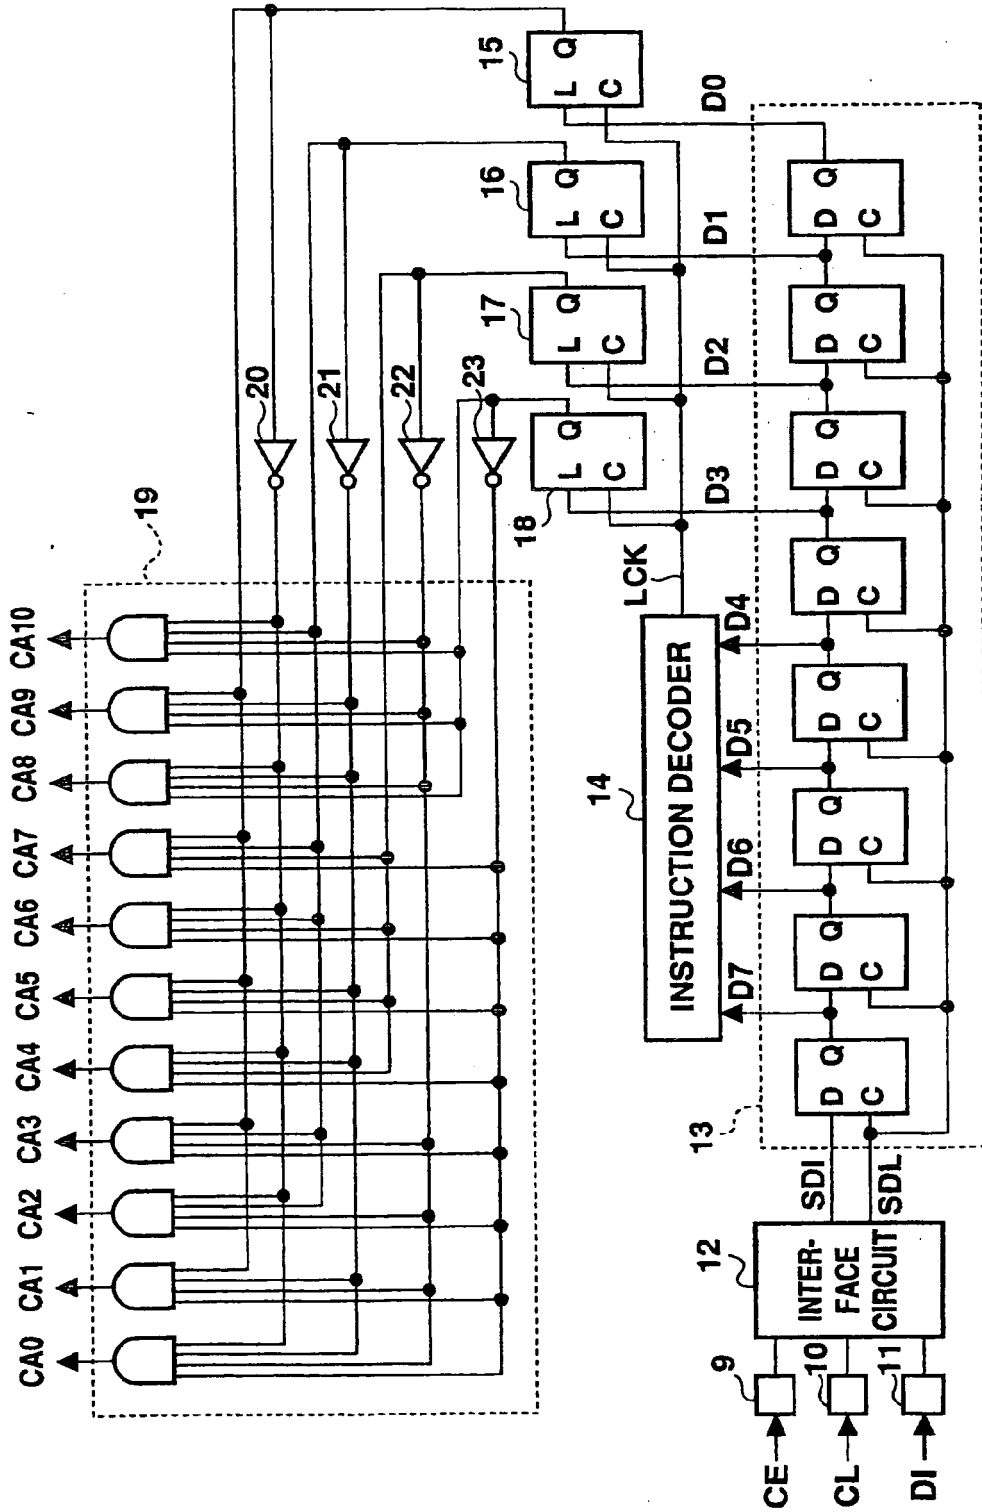 CA0 CA1 CA2 CA3 CA4 CA5 CA6 CA7 CA8 CA9 CA10
19
20
21
22
23
15
L Q
C
16
L Q
C
17
L Q
C
18
L Q
C
LCK
D3 D2 D1 D0
14
INSTRUCTION DECODER
D7 D6 D5 D4
13
CE
9
CL
10
DI
11
12
INTER-
FACE
CIRCUIT
SDI
SDL
D Q D Q D Q D Q D Q D Q D Q D Q
C C C C C C C C